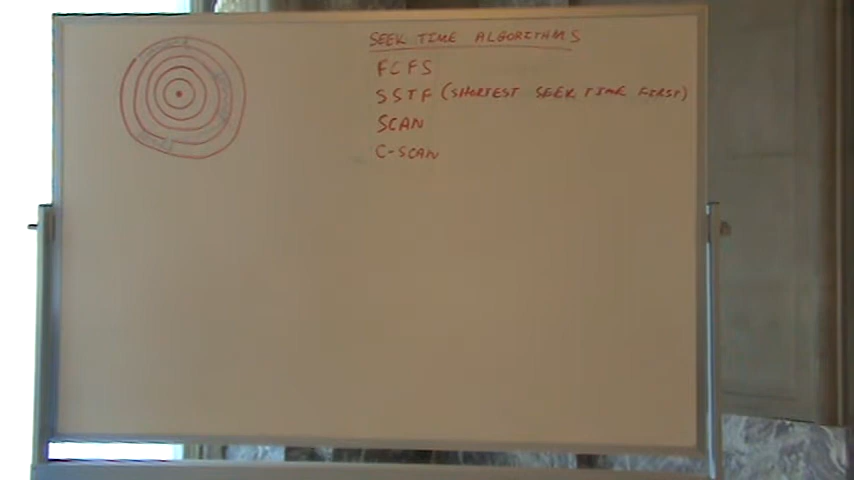 SEEK TIME ALGORITHMS
FCFS
SSTF (SHORTEST SEEK TIME FIRST)
SCAN
C-SCAN